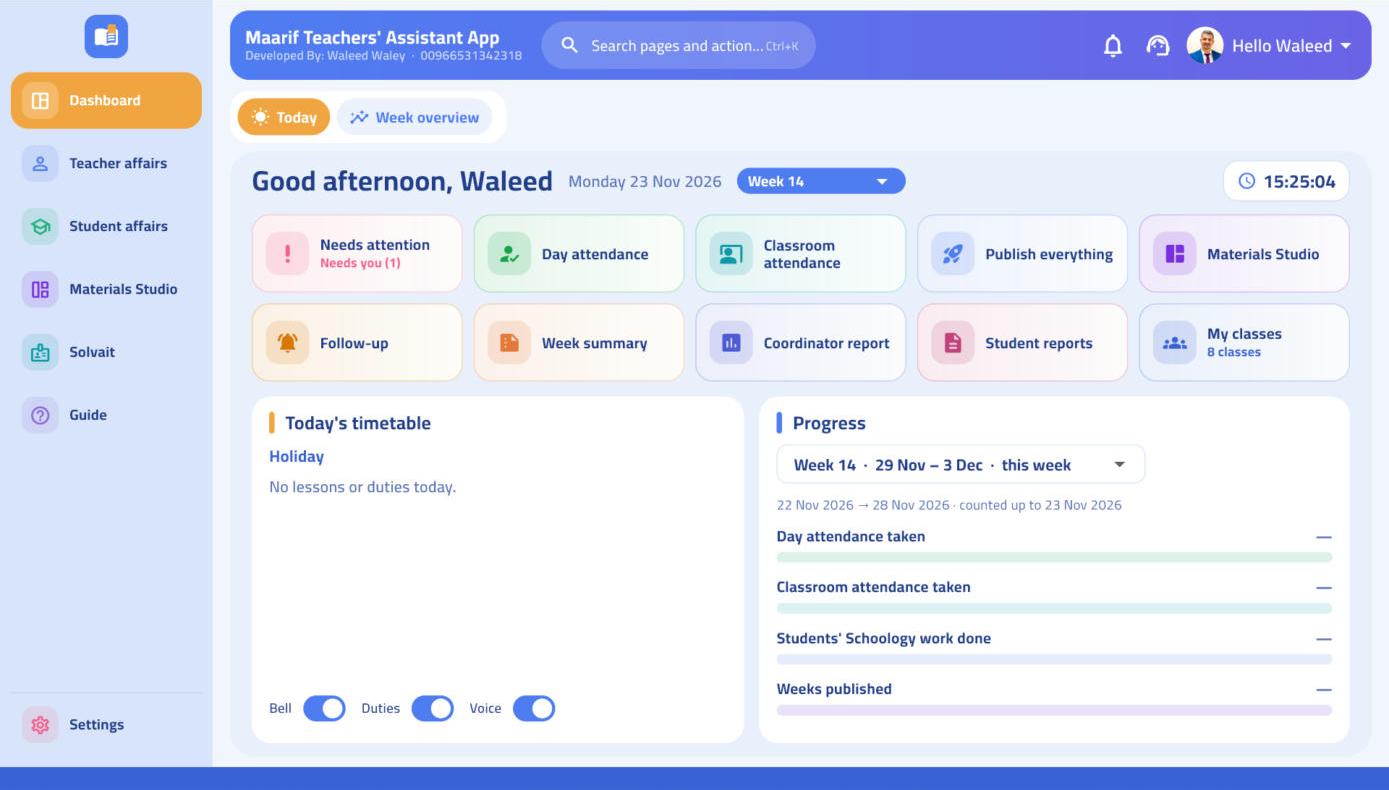 Maarif Teachers' Assistant App
Developed By: Waleed Waley · 00966531342318
Search pages and action... Ctrl+K
Hello Waleed
Dashboard
Teacher affairs
Student affairs
Materials Studio
Solvait
Guide
Settings
Today
Week overview
Good afternoon, Waleed
Monday 23 Nov 2026
Week 14
15:25:04
Needs attention
Needs you (1)
Day attendance
Classroom
attendance
Publish everything
Materials Studio
Follow-up
Week summary
Coordinator report
Student reports
My classes
8 classes
Today's timetable
Holiday
No lessons or duties today.
Bell
Duties
Voice
Progress
Week 14 · 29 Nov – 3 Dec · this week
22 Nov 2026 → 28 Nov 2026 · counted up to 23 Nov 2026
Day attendance taken —
Classroom attendance taken —
Students' Schoology work done —
Weeks published —